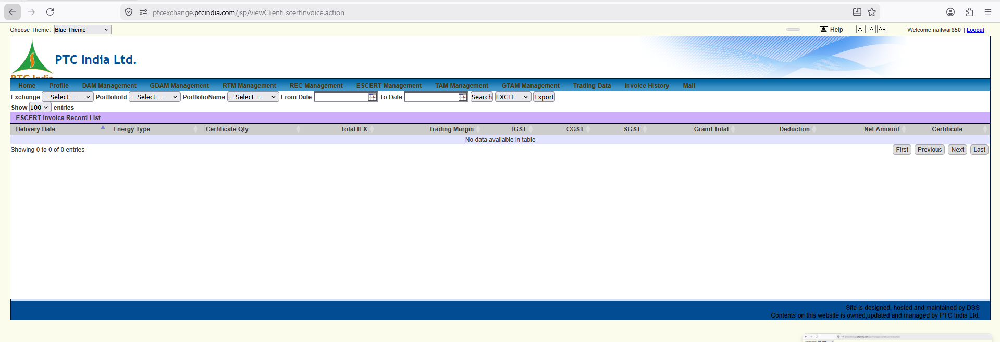 ptcexchange.ptcindia.com/jsp/viewClientEscertInvoice.action
Choose Theme: Blue Theme Help A- A A+ Welcome naitwar850 | Logout
PTC India Ltd.
PTC India
Home Profile DAM Management GDAM Management RTM Management REC Management ESCERT Management TAM Management GTAM Management Trading Data Invoice History Mail
Exchange ---Select--- PortfolioId ---Select--- PortfolioName ---Select--- From Date To Date Search EXCEL Export
Show 100 entries
ESCERT Invoice Record List
Delivery Date Energy Type Certificate Qty Total IEX Trading Margin IGST CGST SGST Grand Total Deduction Net Amount Certificate
No data available in table
Showing 0 to 0 of 0 entries First Previous Next Last
Site is designed, hosted and maintained by DSS
Contents on this website is owned,updated and managed by PTC India Ltd.